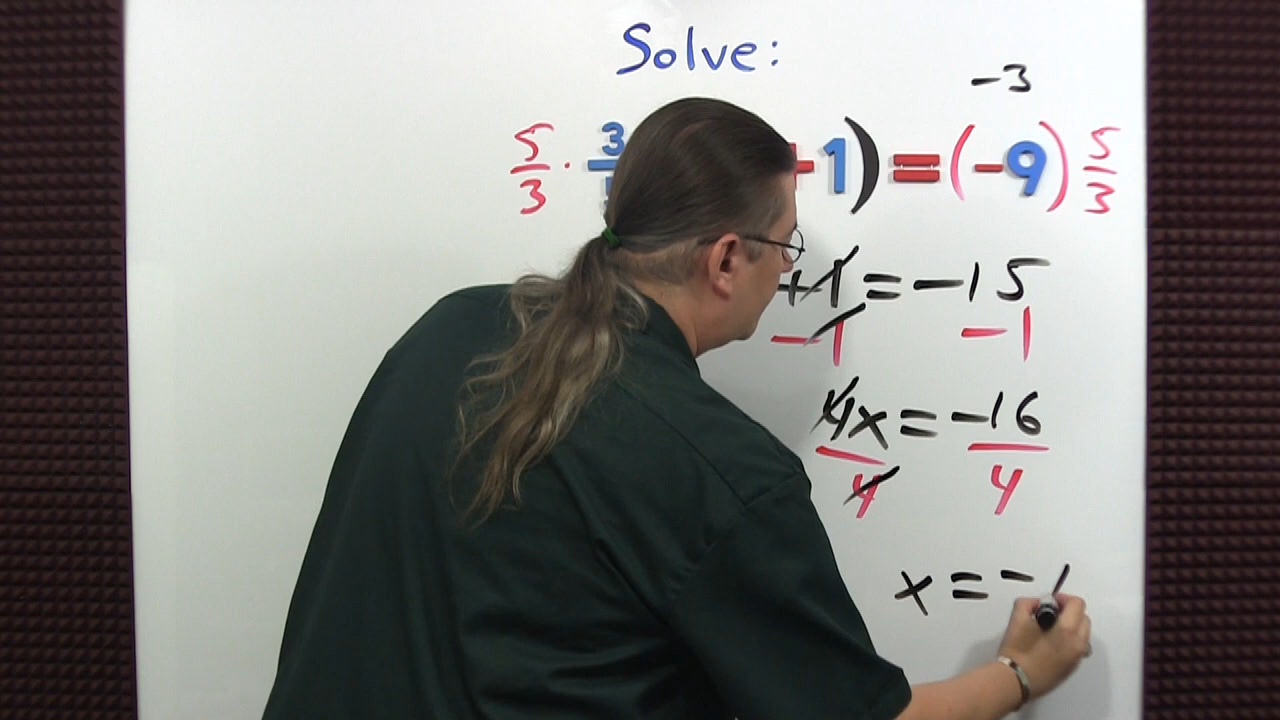 Solve:
-3
5/3 · 3/ + 1) = (-9) 5/3
+1 = -15
-1 -1
4x = -16
4 4
x = -